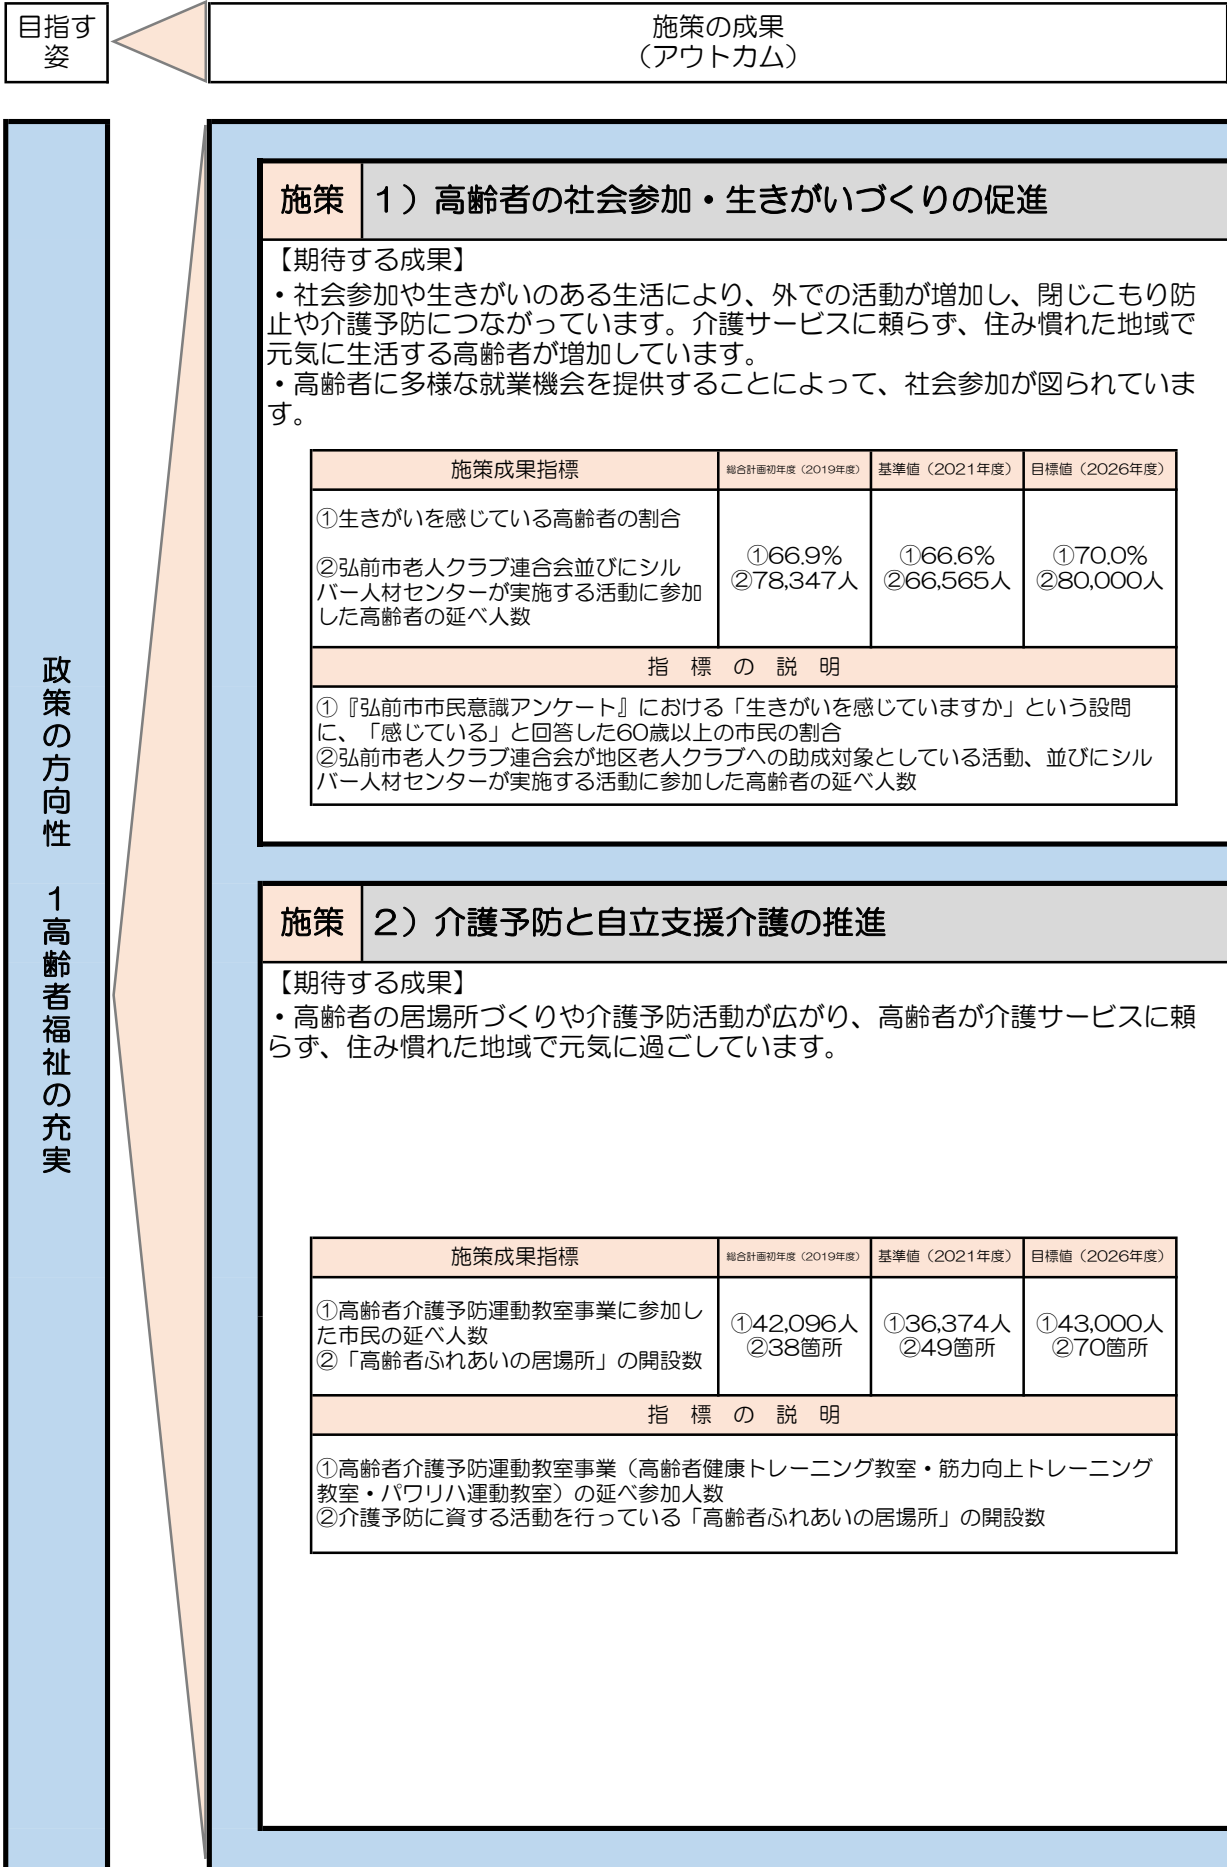 目指す
姿
施策の成果
（アウトカム）
政策の方向性　1高齢者福祉の充実
施策
1）高齢者の社会参加・生きがいづくりの促進
【期待する成果】
・社会参加や生きがいのある生活により、外での活動が増加し、閉じこもり防
止や介護予防につながっています。介護サービスに頼らず、住み慣れた地域で
元気に生活する高齢者が増加しています。
・高齢者に多様な就業機会を提供することによって、社会参加が図られていま
す。
施策成果指標
総合計画初年度（2019年度）
基準値（2021年度）
目標値（2026年度）
①生きがいを感じている高齢者の割合
②弘前市老人クラブ連合会並びにシル
バー人材センターが実施する活動に参加
した高齢者の延べ人数
①66.9%
②78,347人
①66.6%
②66,565人
①70.0%
②80,000人
指　標　の　説　明
①『弘前市市民意識アンケート』における「生きがいを感じていますか」という設問
に、「感じている」と回答した60歳以上の市民の割合
②弘前市老人クラブ連合会が地区老人クラブへの助成対象としている活動、並びにシル
バー人材センターが実施する活動に参加した高齢者の延べ人数
施策
2）介護予防と自立支援介護の推進
【期待する成果】
・高齢者の居場所づくりや介護予防活動が広がり、高齢者が介護サービスに頼
らず、住み慣れた地域で元気に過ごしています。
施策成果指標
総合計画初年度（2019年度）
基準値（2021年度）
目標値（2026年度）
①高齢者介護予防運動教室事業に参加し
た市民の延べ人数
②「高齢者ふれあいの居場所」の開設数
①42,096人
②38箇所
①36,374人
②49箇所
①43,000人
②70箇所
指　標　の　説　明
①高齢者介護予防運動教室事業（高齢者健康トレーニング教室・筋力向上トレーニング
教室・パワリハ運動教室）の延べ参加人数
②介護予防に資する活動を行っている「高齢者ふれあいの居場所」の開設数